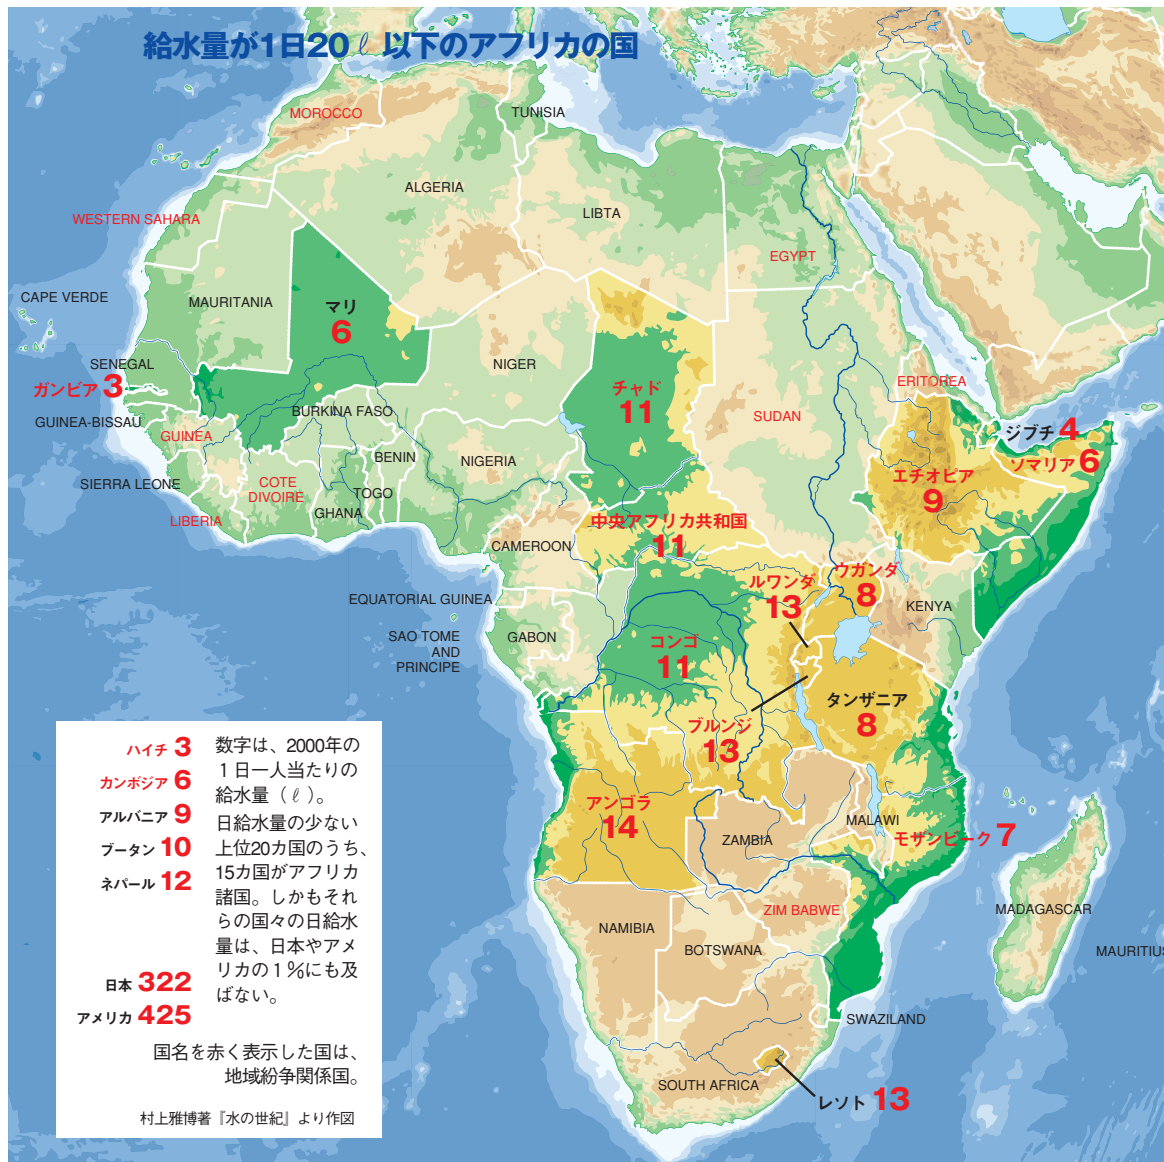 給水量が1日20ℓ 以下のアフリカの国
MOROCCO
TUNISIA
ALGERIA
LIBTA
WESTERN SAHARA
EGYPT
CAPE VERDE
MAURITANIA
マリ
6
NIGER
SENEGAL
ガンビア 3
チャド
11
ERITOREA
SUDAN
GUINEA-BISSAU
BURKINA FASO
GUINEA
ジブチ 4
BENIN
NIGERIA
ソマリア 6
エチオピア
9
SIERRA LEONE
COTE
DIVOIRE
TOGO
GHANA
LIBERIA
中央アフリカ共和国
11
CAMEROON
ルワンダ
13
ウガンダ
8
EQUATORIAL GUINEA
KENYA
SAO TOME
AND
PRINCIPE
GABON
コンゴ
11
タンザニア
8
ブルンジ
13
アンゴラ
14
ZAMBIA
MALAWI
モザンビーク 7
ZIM BABWE
MADAGASCAR
NAMIBIA
BOTSWANA
MAURITIUS
SWAZILAND
SOUTH AFRICA
レソト 13
ハイチ 3
カンボジア 6
アルバニア 9
ブータン 10
ネパール 12
日本 322
アメリカ 425
数字は、2000年の
１日一人当たりの
給水量（ℓ）。
日給水量の少ない
上位20カ国のうち、
15カ国がアフリカ
諸国。しかもそれ
らの国々の日給水
量は、日本やアメ
リカの１％にも及
ばない。
国名を赤く表示した国は、
地域紛争関係国。
村上雅博著『水の世紀』より作図